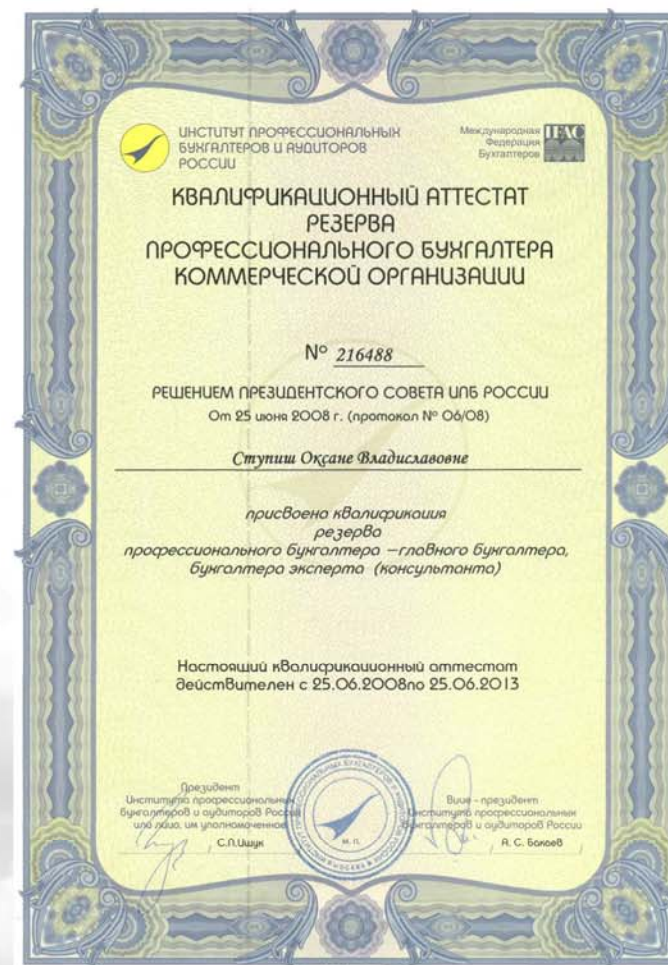 ИНСТИТУТ ПРОФЕССИОНАЛЬНЫХ
БУХГАЛТЕРОВ И АУДИТОРОВ
РОССИИ
Международная
Федерация
Бухгалтеров
IFAC
КВАЛИФИКАЦИОННЫЙ АТТЕСТАТ
РЕЗЕРВА
ПРОФЕССИОНАЛЬНОГО БУХГАЛТЕРА
КОММЕРЧЕСКОЙ ОРГАНИЗАЦИИ
№ 216488
РЕШЕНИЕМ ПРЕЗИДЕНТСКОГО СОВЕТА ИПБ РОССИИ
От 25 июня 2008 г. (протокол № 06/08)
Ступиш Оксане Владиславовне
присвоена квалификация
резерва
профессионального бухгалтера –главного бухгалтера,
бухгалтера эксперта (консультанта)
Настоящий квалификационный аттестат
действителен с 25.06.2008по 25.06.2013
Президент
Института профессиональных
бухгалтеров и аудиторов России
или лицо, им уполномоченное
С.П.Ищук
М. П.
Вице - президент
Института профессиональных
бухгалтеров и аудиторов России
А. С. Бакаев